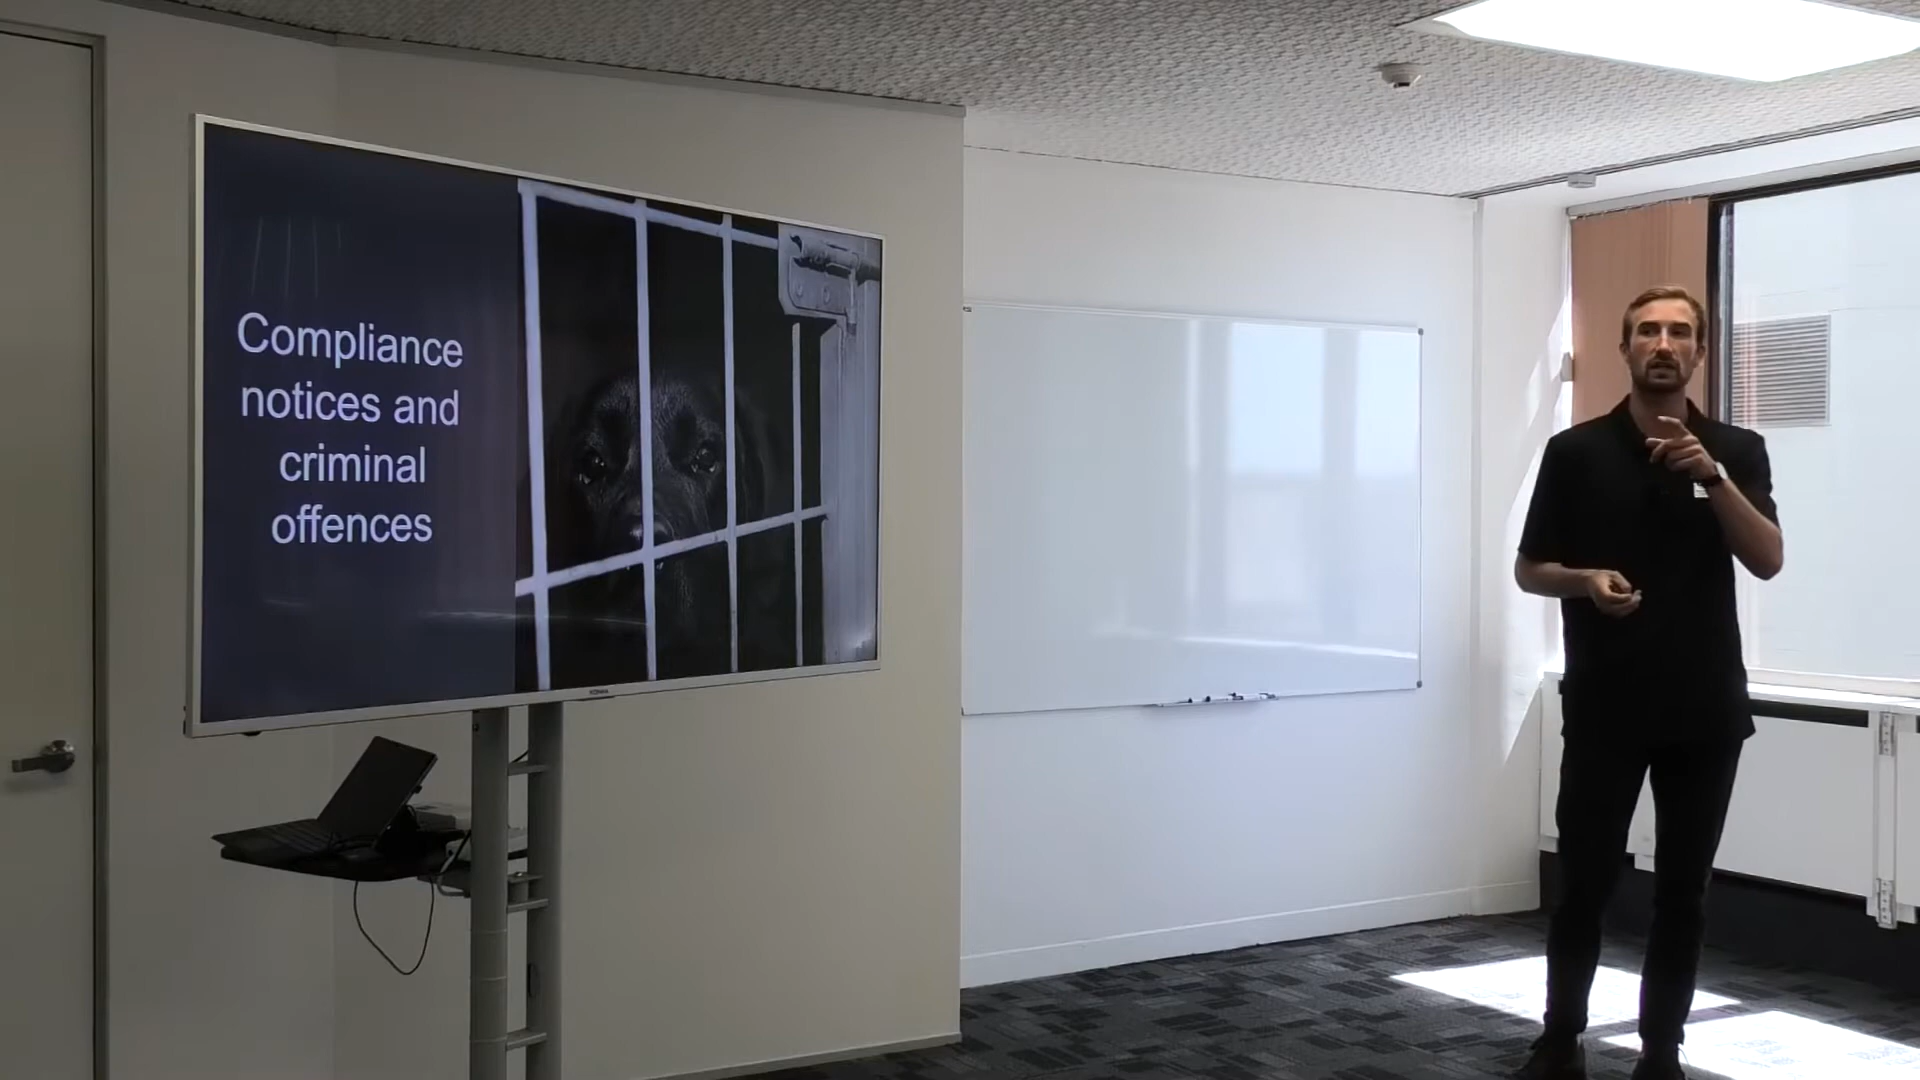 Compliance
notices and
criminal
offences